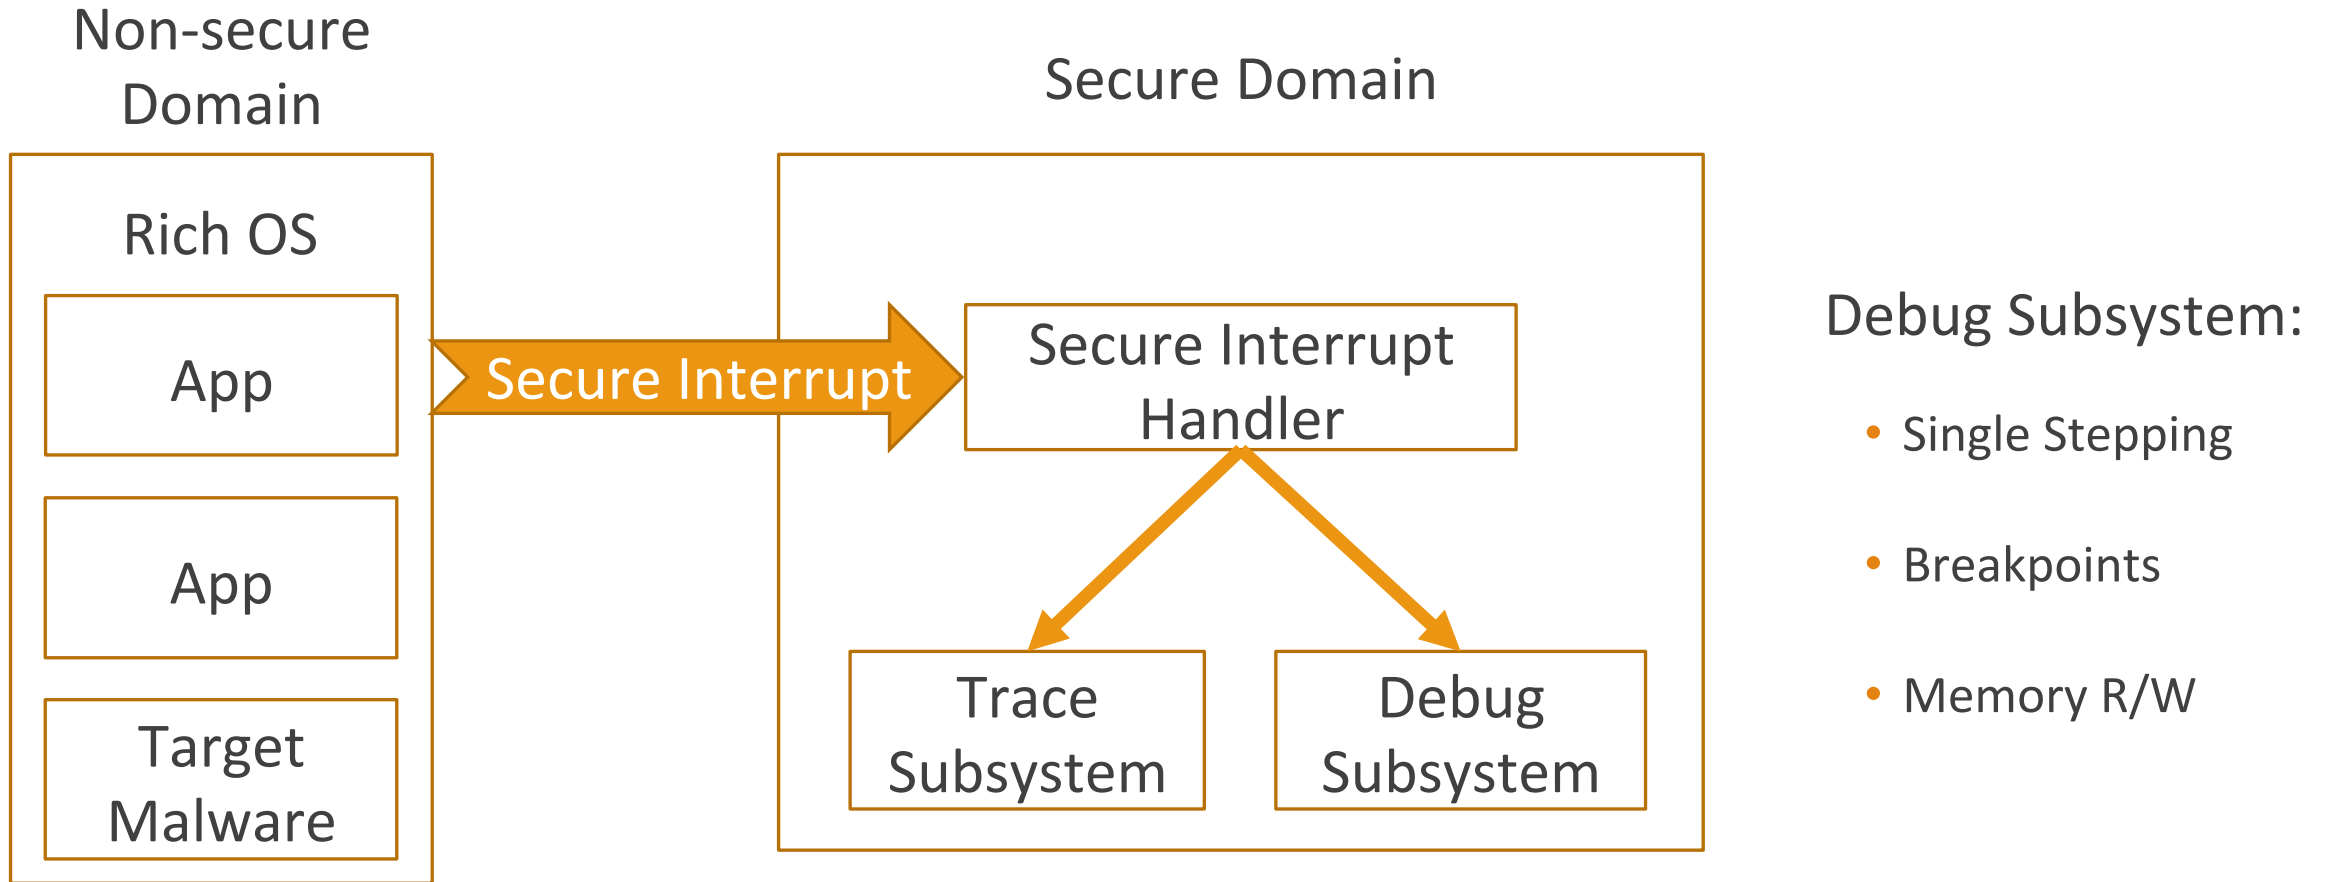 Non-secure
Domain
Rich OS
App
App
Target
Malware
Secure Interrupt
Secure Domain
Secure Interrupt
Handler
Trace
Subsystem
Debug
Subsystem
Debug Subsystem:
• Single Stepping
• Breakpoints
• Memory R/W